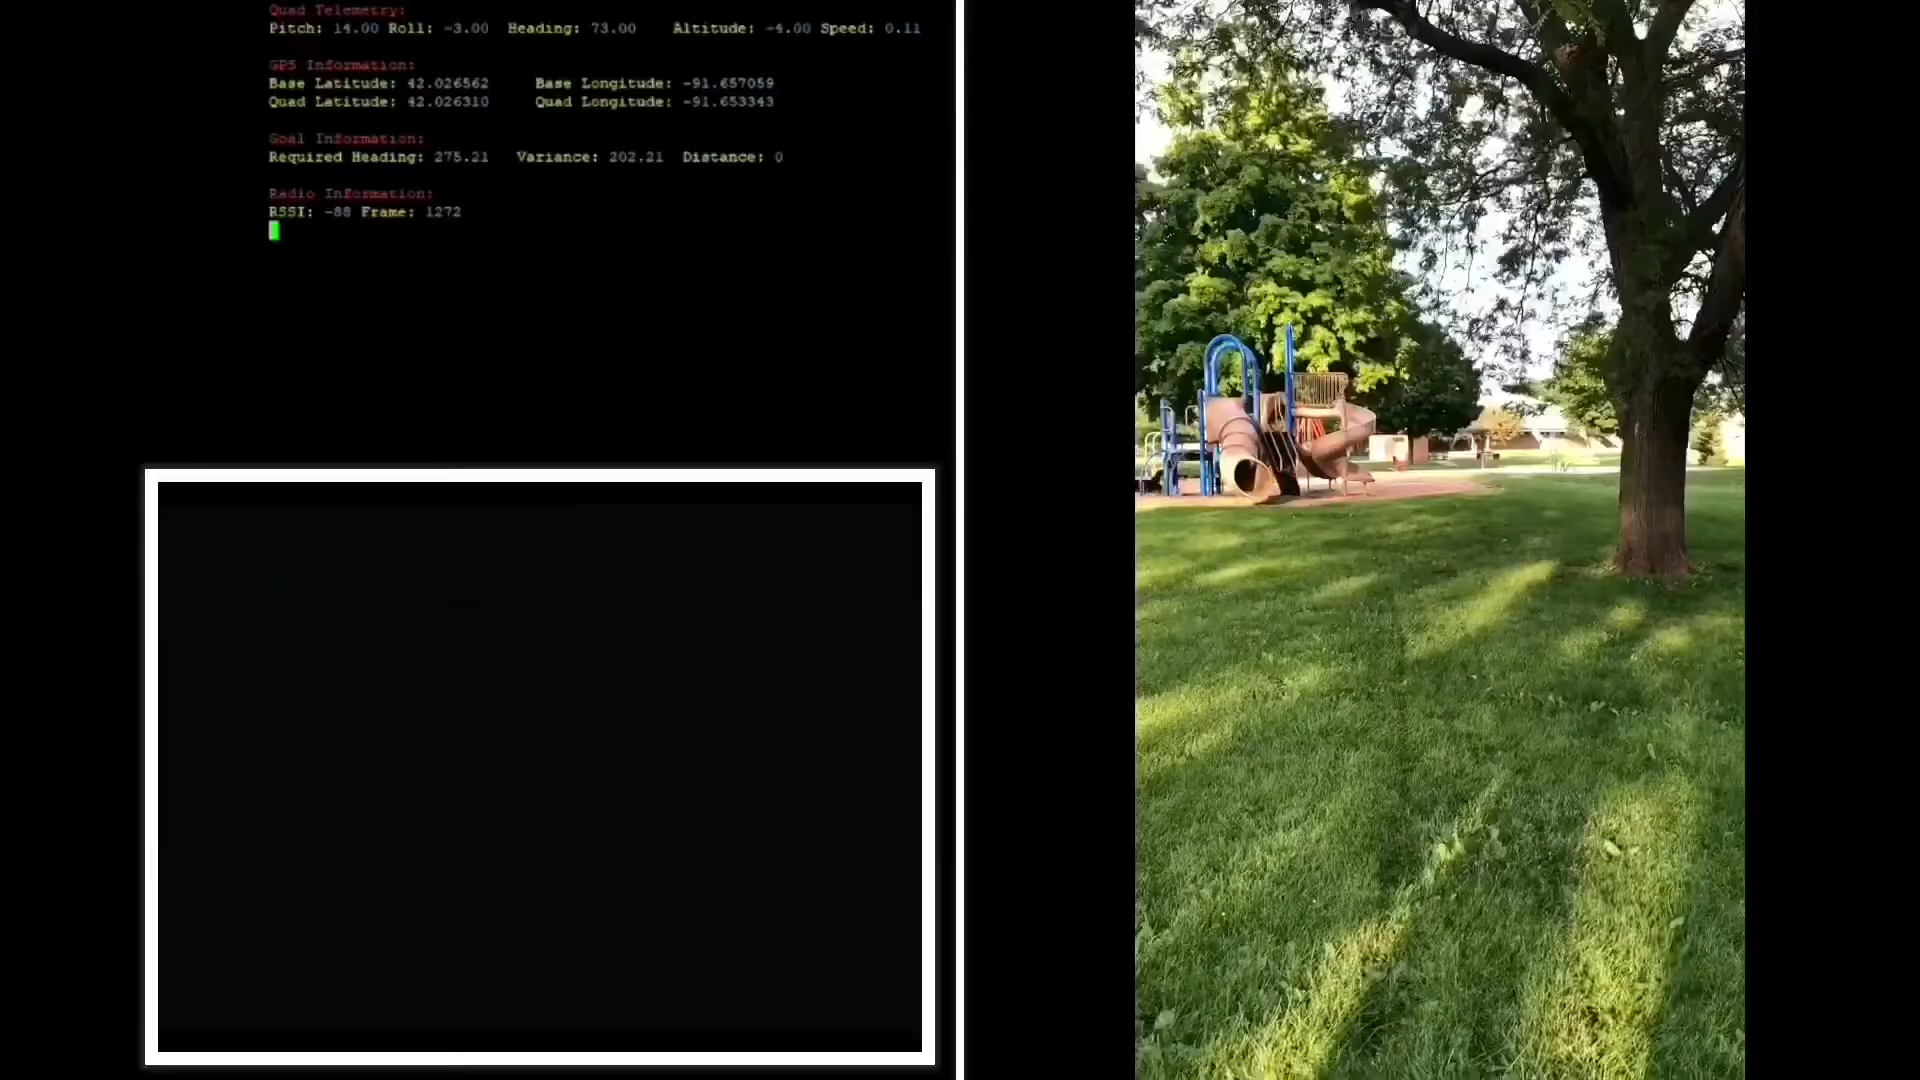 Quad Telemetry:
Pitch: 14.00 Roll: -3.00 Heading: 73.00 Altitude: -4.00 Speed: 0.11
GPS Information:
Base Latitude: 42.026562 Base Longitude: -91.657059
Quad Latitude: 42.026310 Quad Longitude: -91.653343
Goal Information:
Required Heading: 275.21 Variance: 202.21 Distance: 0
Radio Information:
RSSI: -88 Frame: 1272